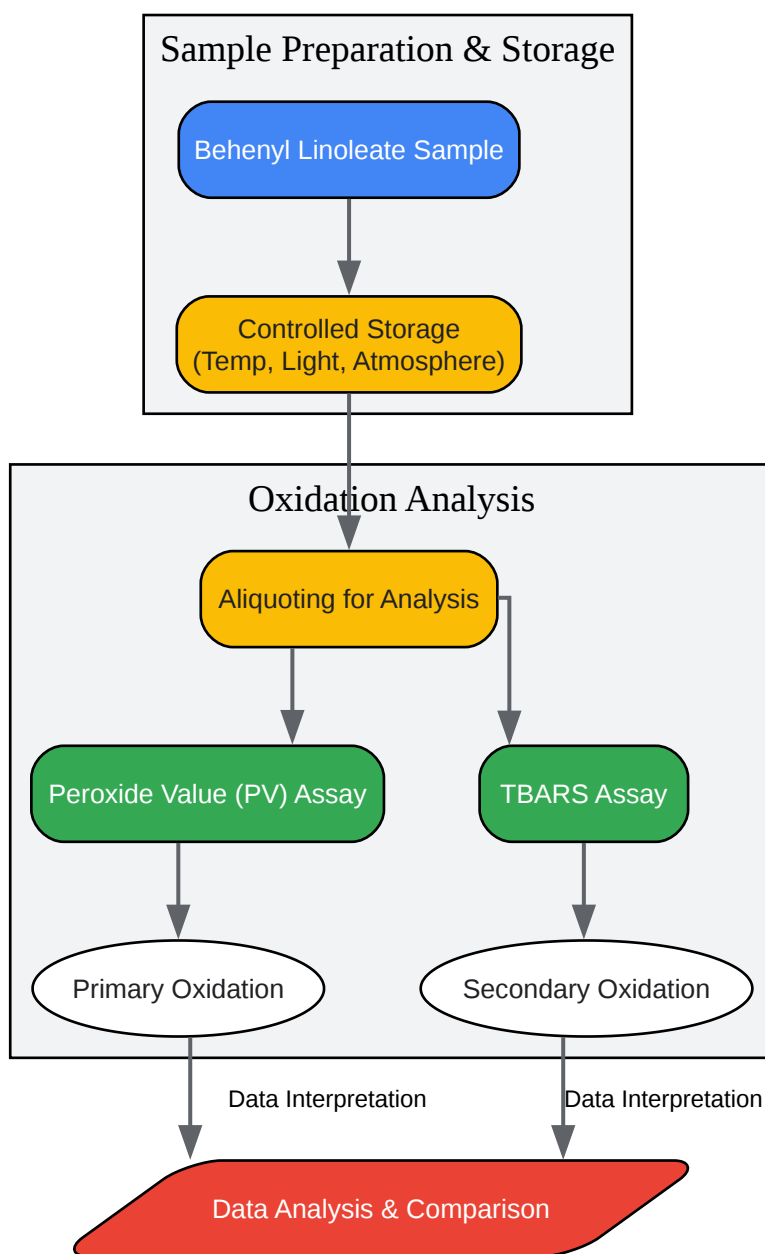 Sample Preparation & Storage
Behenyl Linoleate Sample
Controlled Storage
(Temp, Light, Atmosphere)
Oxidation Analysis
Aliquoting for Analysis
Peroxide Value (PV) Assay
TBARS Assay
Primary Oxidation
Secondary Oxidation
Data Interpretation
Data Interpretation
Data Analysis & Comparison